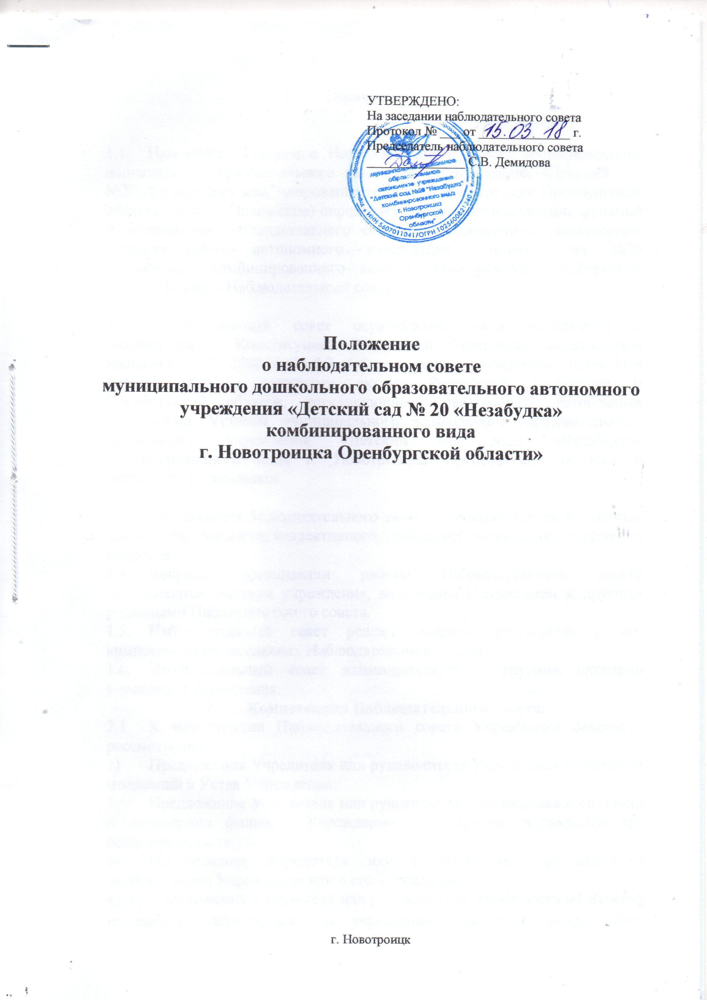 УТВЕРЖДЕНО:
На заседании наблюдательного совета
Протокол № ____ от 15.03.18 г.
Председатель наблюдательного совета
_______________ С.В. Демидова
муниципальное дошкольное
образовательное
автономное учреждение
"Детский сад №20 "Незабудка"
комбинированного вида
г. Новотроицка
Оренбургской
области"
ИНН 5607011041/ОГРН 1025600821340
Положение
о наблюдательном совете
муниципального дошкольного образовательного автономного
учреждения «Детский сад № 20 «Незабудка»
комбинированного вида
г. Новотроицка Оренбургской области»
г. Новотроицк